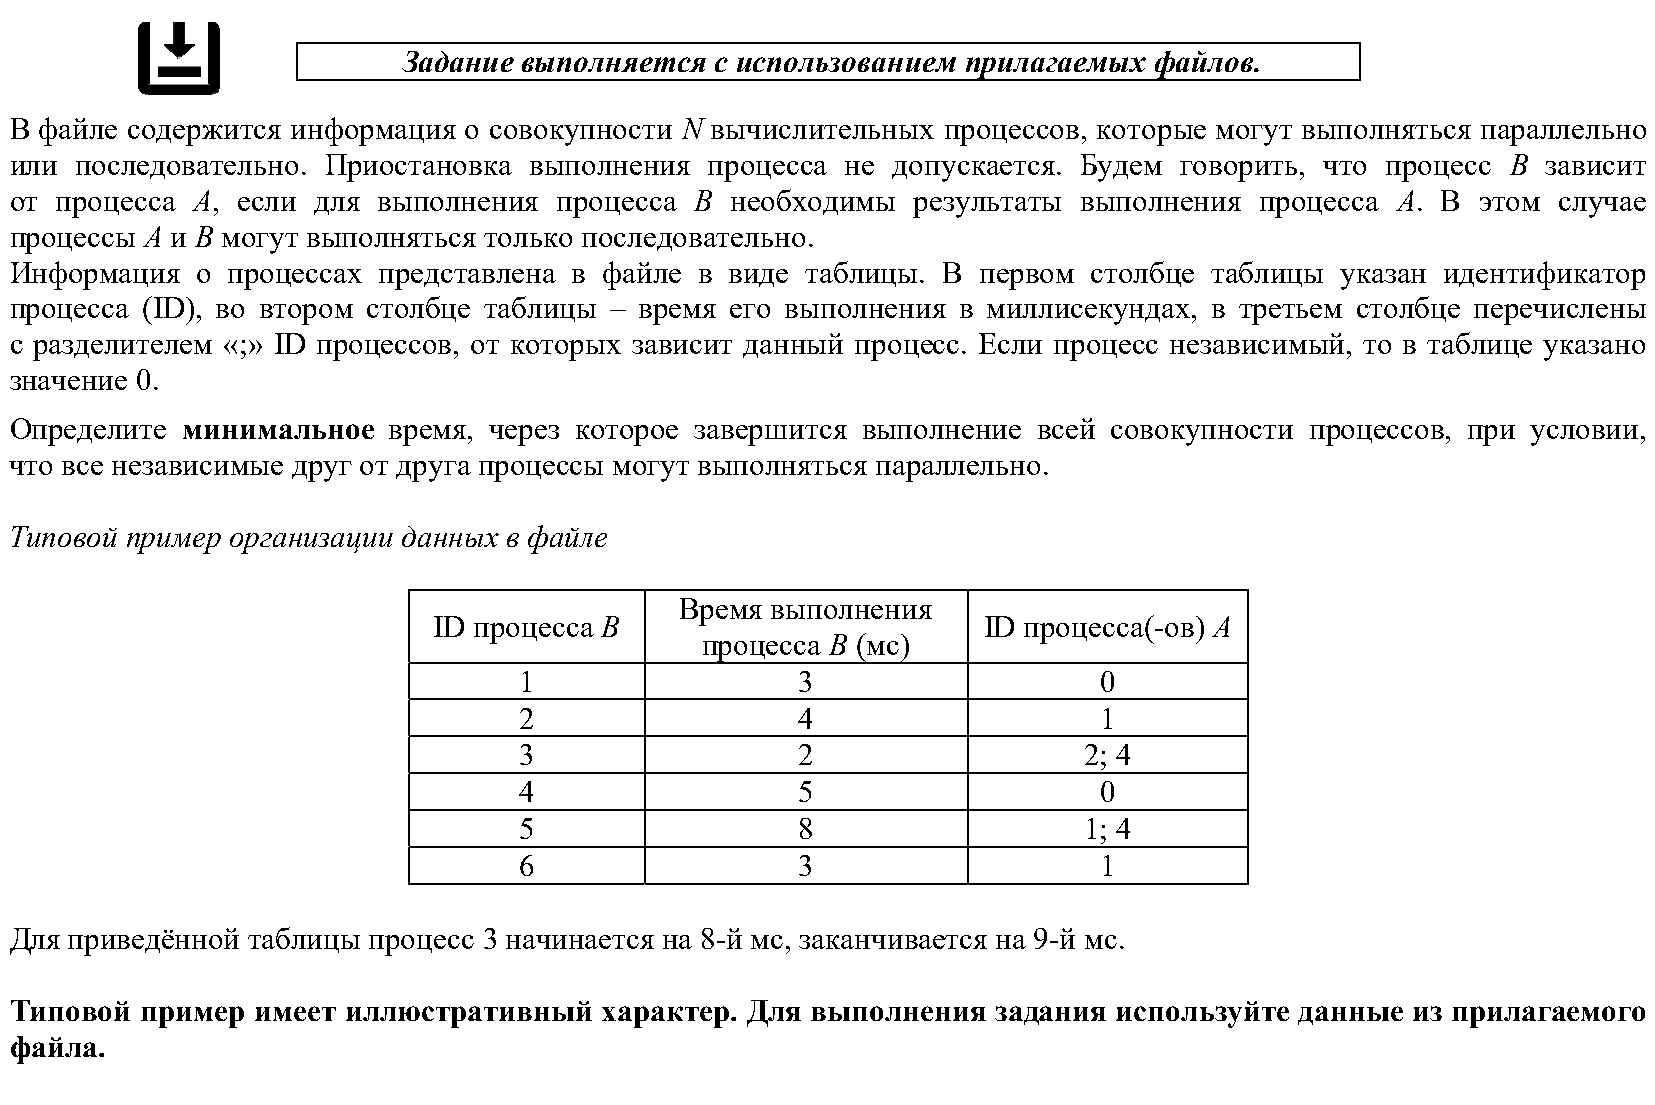 Задание выполняется с использованием прилагаемых файлов.
В файле содержится информация о совокупности N вычислительных процессов, которые могут выполняться параллельно
или последовательно. Приостановка выполнения процесса не допускается. Будем говорить, что процесс B зависит
от процесса A, если для выполнения процесса B необходимы результаты выполнения процесса A. В этом случае
процессы A и B могут выполняться только последовательно.
Информация о процессах представлена в файле в виде таблицы. В первом столбце таблицы указан идентификатор
процесса (ID), во втором столбце таблицы – время его выполнения в миллисекундах, в третьем столбце перечислены
с разделителем «;» ID процессов, от которых зависит данный процесс. Если процесс независимый, то в таблице указано
значение 0.
Определите минимальное время, через которое завершится выполнение всей совокупности процессов, при условии,
что все независимые друг от друга процессы могут выполняться параллельно.
Типовой пример организации данных в файле
ID процесса B Время выполнения процесса B (мс) ID процесса(-ов) A
1 3 0
2 4 1
3 2 2; 4
4 5 0
5 8 1; 4
6 3 1
Для приведённой таблицы процесс 3 начинается на 8-й мс, заканчивается на 9-й мс.
Типовой пример имеет иллюстративный характер. Для выполнения задания используйте данные из прилагаемого
файла.